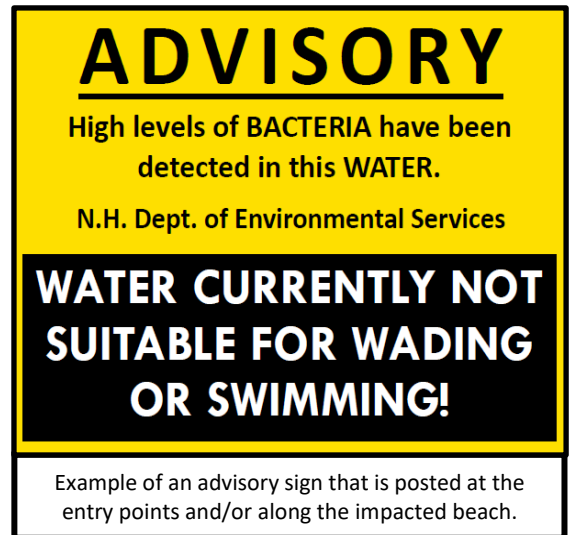 ADVISORY
High levels of BACTERIA have been
detected in this WATER.
N.H. Dept. of Environmental Services
WATER CURRENTLY NOT
SUITABLE FOR WADING
OR SWIMMING!
Example of an advisory sign that is posted at the
entry points and/or along the impacted beach.